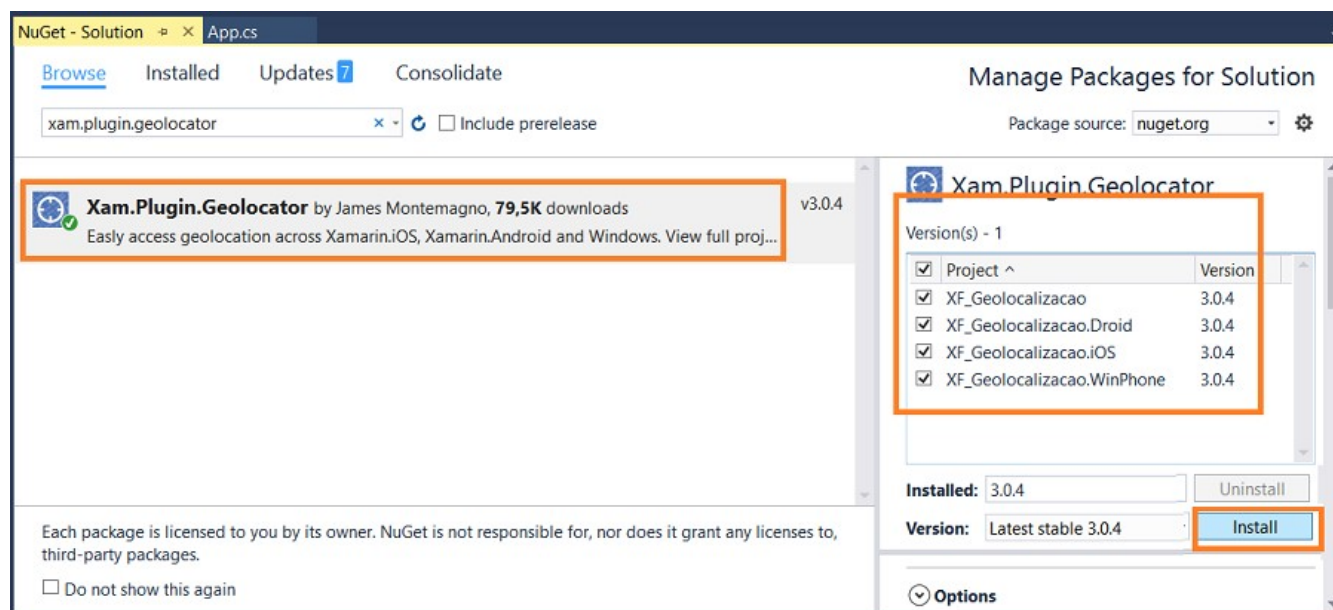 NuGet - Solution
App.cs
Browse Installed Updates 7 Consolidate
Manage Packages for Solution
xam.plugin.geolocator
Include prerelease
Package source: nuget.org
Xam.Plugin.Geolocator by James Montemagno, 79,5K downloads
v3.0.4
Easly access geolocation across Xamarin.iOS, Xamarin.Android and Windows. View full proj...
Xam.Plugin.Geolocator
Version(s) - 1
Project Version
XF_Geolocalizacao 3.0.4
XF_Geolocalizacao.Droid 3.0.4
XF_Geolocalizacao.iOS 3.0.4
XF_Geolocalizacao.WinPhone 3.0.4
Installed: 3.0.4 Uninstall
Version: Latest stable 3.0.4 Install
Options
Each package is licensed to you by its owner. NuGet is not responsible for, nor does it grant any licenses to,
third-party packages.
Do not show this again